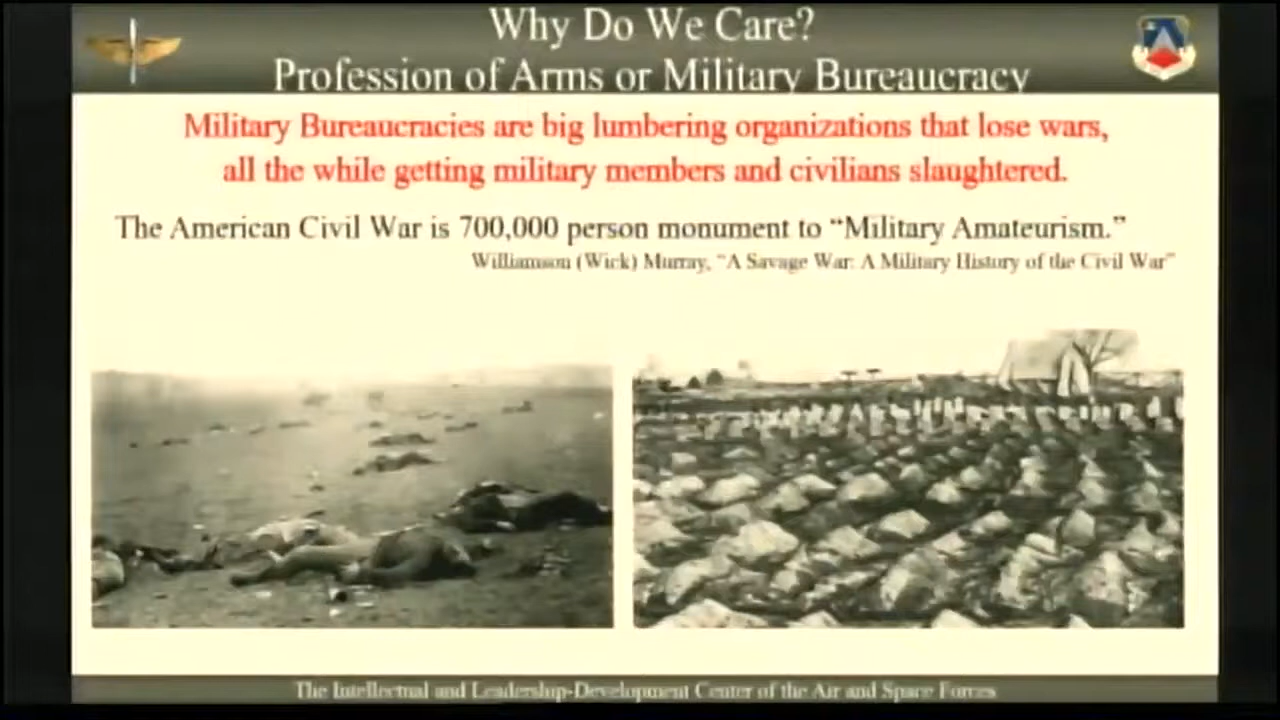 Why Do We Care?
Profession of Arms or Military Bureaucracy
Military Bureaucracies are big lumbering organizations that lose wars,
all the while getting military members and civilians slaughtered.
The American Civil War is 700,000 person monument to “Military Amateurism.”
Williamson (Wick) Murray, “A Savage War: A Military History of the Civil War”
The Intellectual and Leadership-Development Center of the Air and Space Forces